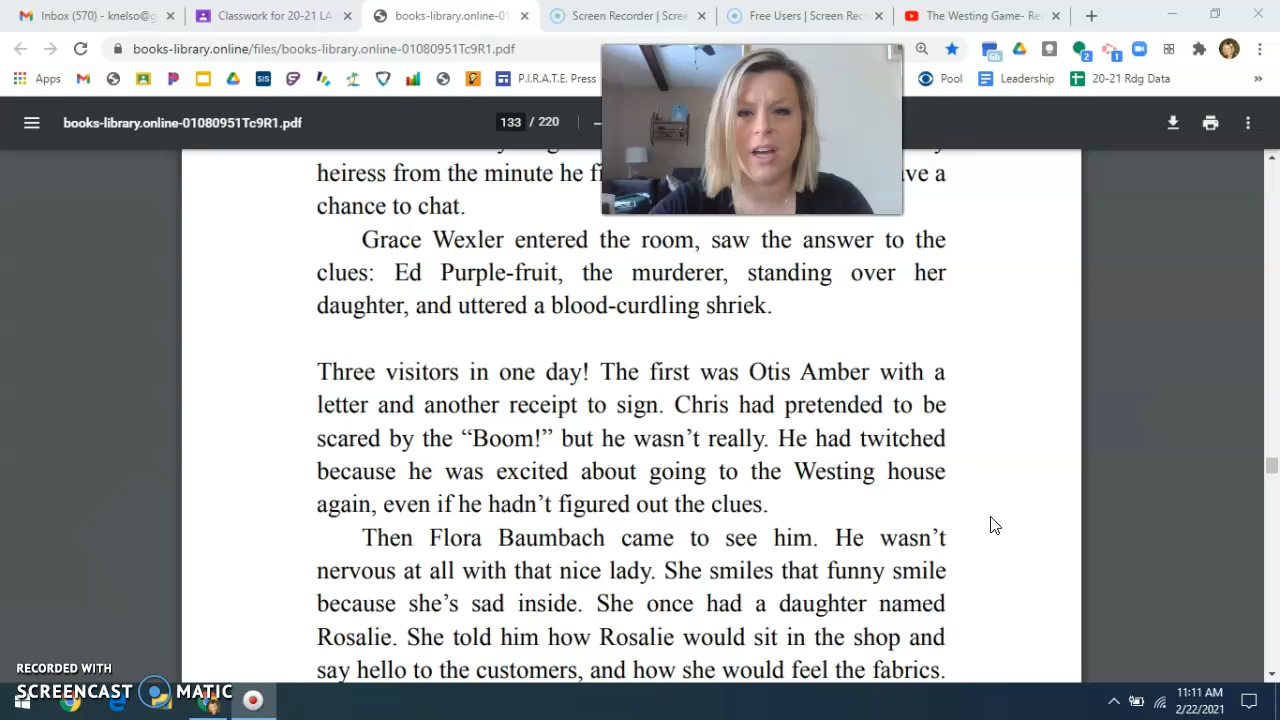 Inbox (570) - knelso@g
Classwork for 20-21 LA
books-library.online-01
Screen Recorder | Scree
Free Users | Screen Rec
The Westing Game- Re
books-library.online/files/books-library.online-01080951Tc9R1.pdf
6h
2
1
Apps
SIS
P.I.R.A.T.E. Press
Pool
Leadership
20-21 Rdg Data
»
books-library.online-01080951Tc9R1.pdf
133 / 220
heiress from the minute he fi
ave a
chance to chat.
Grace Wexler entered the room, saw the answer to the
clues: Ed Purple-fruit, the murderer, standing over her
daughter, and uttered a blood-curdling shriek.
Three visitors in one day! The first was Otis Amber with a
letter and another receipt to sign. Chris had pretended to be
scared by the “Boom!” but he wasn’t really. He had twitched
because he was excited about going to the Westing house
again, even if he hadn’t figured out the clues.
Then Flora Baumbach came to see him. He wasn’t
nervous at all with that nice lady. She smiles that funny smile
because she’s sad inside. She once had a daughter named
Rosalie. She told him how Rosalie would sit in the shop and
say hello to the customers, and how she would feel the fabrics.
RECORDED WITH
SCREENCAST MATIC
11:11 AM
2/22/2021